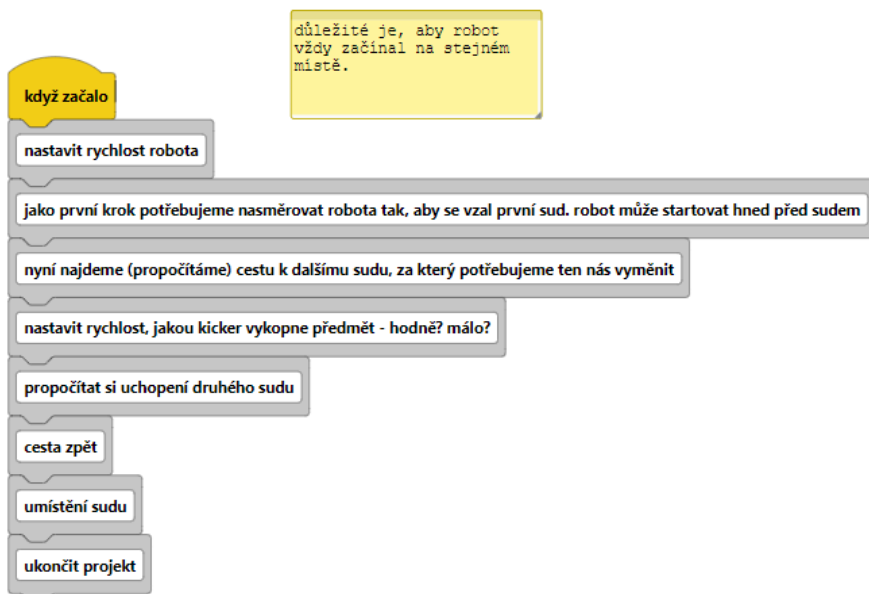 důležité je, aby robot
vždy začínal na stejném
místě.
když začalo
nastavit rychlost robota
jako první krok potřebujeme nasměrovat robota tak, aby se vzal první sud. robot může startovat hned před sudem
nyní najdeme (propočítáme) cestu k dalšímu sudu, za který potřebujeme ten nás vyměnit
nastavit rychlost, jakou kicker vykopne předmět - hodně? málo?
propočítat si uchopení druhého sudu
cesta zpět
umístění sudu
ukončit projekt